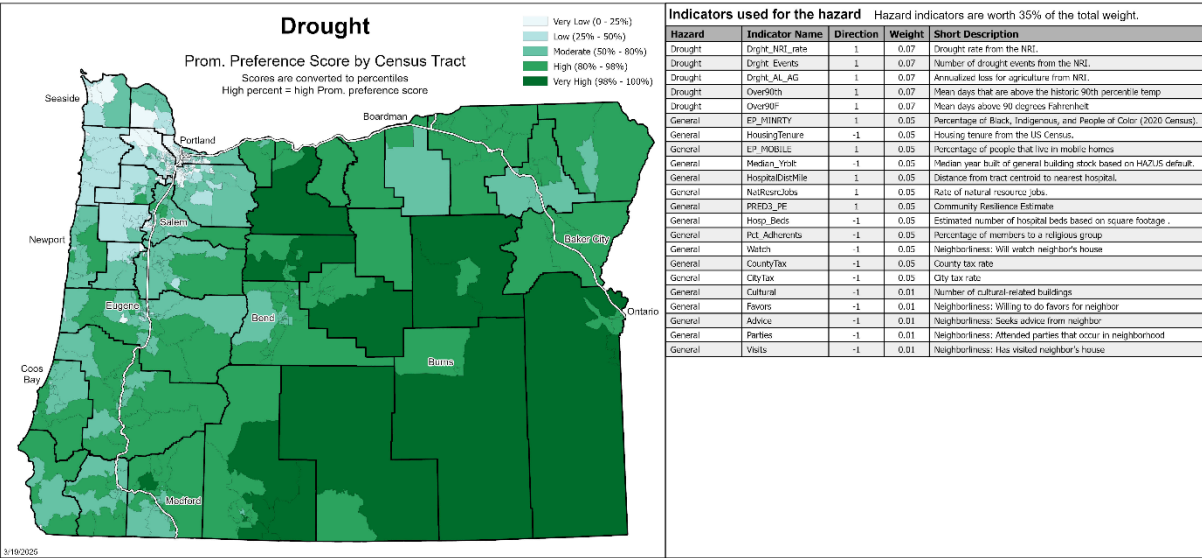 Drought
Prom. Preference Score by Census Tract
Scores are converted to percentiles
High percent = high Prom. preference score
Very Low (0 - 25%)
Low (25% - 50%)
Moderate (50% - 80%)
High (80% - 98%)
Very High (98% - 100%)
Seaside
Portland
Boardman
Salem
Newport
Baker City
Eugene
Bend
Ontario
Burns
Coos
Bay
Medford
3/19/2025
Indicators used for the hazard Hazard indicators are worth 35% of the total weight.
Hazard Indicator Name Direction Weight Short Description
Drought Drght_NRI_rate 1 0.07 Drought rate from the NRI.
Drought Drght_Events 1 0.07 Number of drought events from the NRI.
Drought Drght_AL_AG 1 0.07 Annualized loss for agriculture from NRI.
Drought Over90th 1 0.07 Mean days that are above the historic 90th percentile temp
Drought Over90F 1 0.07 Mean days above 90 degrees Fahrenheit
General EP_MINRTY 1 0.05 Percentage of Black, Indigenous, and People of Color (2020 Census).
General HousingTenure -1 0.05 Housing tenure from the US Census.
General EP_MOBILE 1 0.05 Percentage of people that live in mobile homes
General Median_Yrblt -1 0.05 Median year built of general building stock based on HAZUS default.
General HospitalDistMile 1 0.05 Distance from tract centroid to nearest hospital.
General NatResrcJobs 1 0.05 Rate of natural resource jobs.
General PRED3_PE 1 0.05 Community Resilience Estimate
General Hosp_Beds -1 0.05 Estimated number of hospital beds based on square footage .
General Pct_Adherents -1 0.05 Percentage of members to a religious group
General Watch -1 0.05 Neighborliness: Will watch neighbor's house
General CountyTax -1 0.05 County tax rate
General CityTax -1 0.05 City tax rate
General Cultural -1 0.01 Number of cultural-related buildings
General Favors -1 0.01 Neighborliness: Willing to do favors for neighbor
General Advice -1 0.01 Neighborliness: Seeks advice from neighbor
General Parties -1 0.01 Neighborliness: Attended parties that occur in neighborhood
General Visits -1 0.01 Neighborliness: Has visited neighbor's house